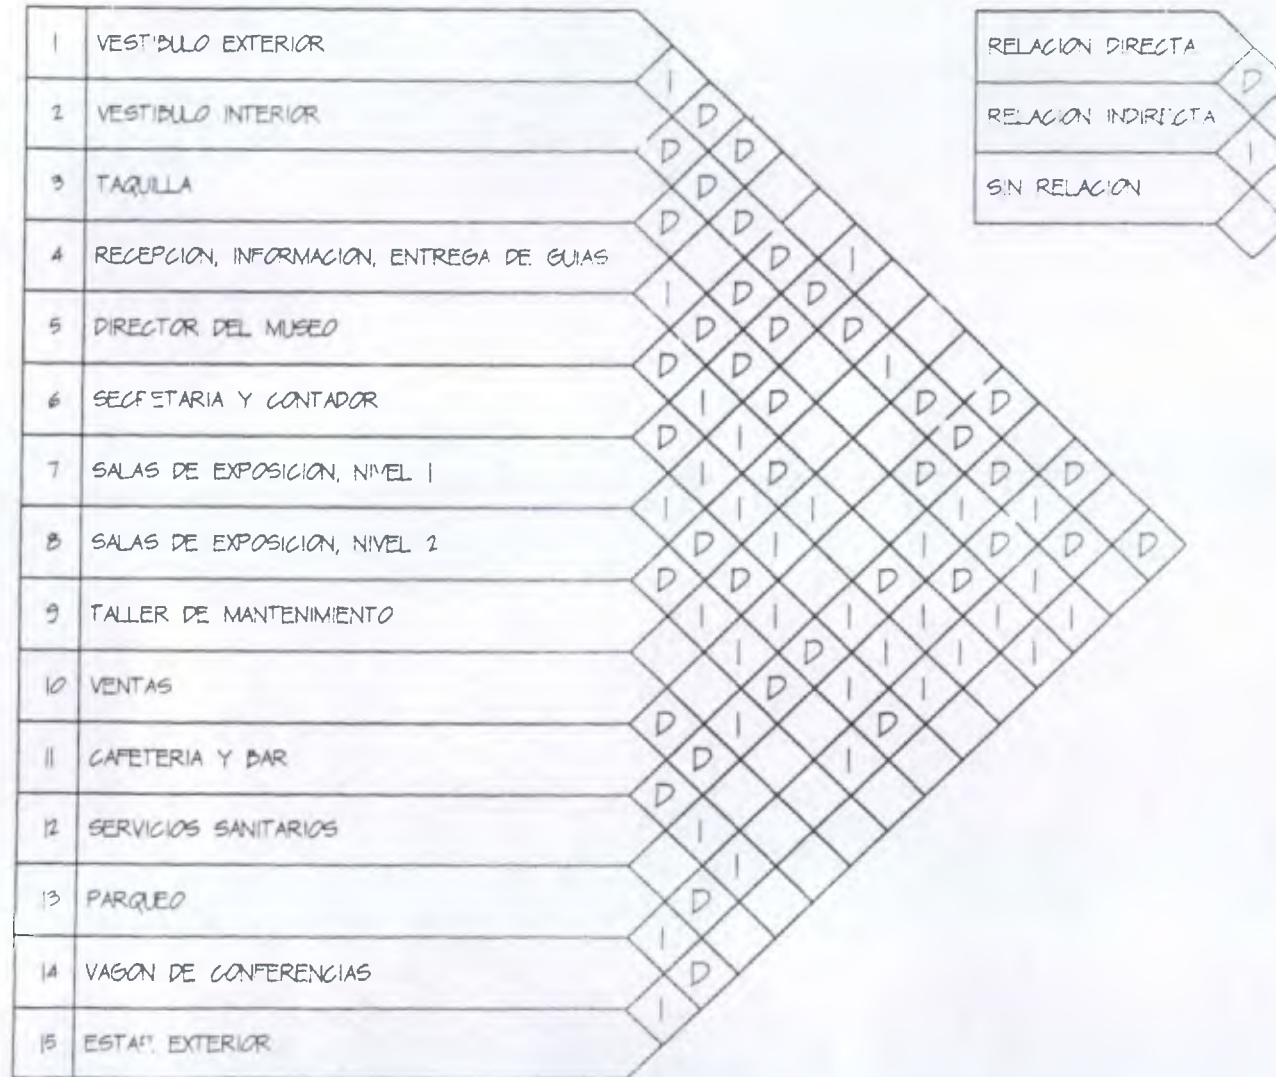 1 VESTIBULO EXTERIOR
2 VESTIBULO INTERIOR
3 TAQUILLA
4 RECEPCION, INFORMACION, ENTREGA DE GUIAS
5 DIRECTOR DEL MUSEO
6 SECRETARIA Y CONTADOR
7 SALAS DE EXPOSICION, NIVEL 1
8 SALAS DE EXPOSICION, NIVEL 2
9 TALLER DE MANTENIMIENTO
10 VENTAS
11 CAFETERIA Y BAR
12 SERVICIOS SANITARIOS
13 PARQUEO
14 VAGON DE CONFERENCIAS
15 EXTERIOR
RELACION DIRECTA
D
RELACION INDIRECTA
I
SIN RELACION
I
D
D D
D
D D
D I
I D D
D D D
D D I
I D D D
D I D
I D D D D
I I I I I
D I I D D D
D D D D I
I I I I I I
I D I I I
D I I
D I D
D I
D
I
I
D
I D
I